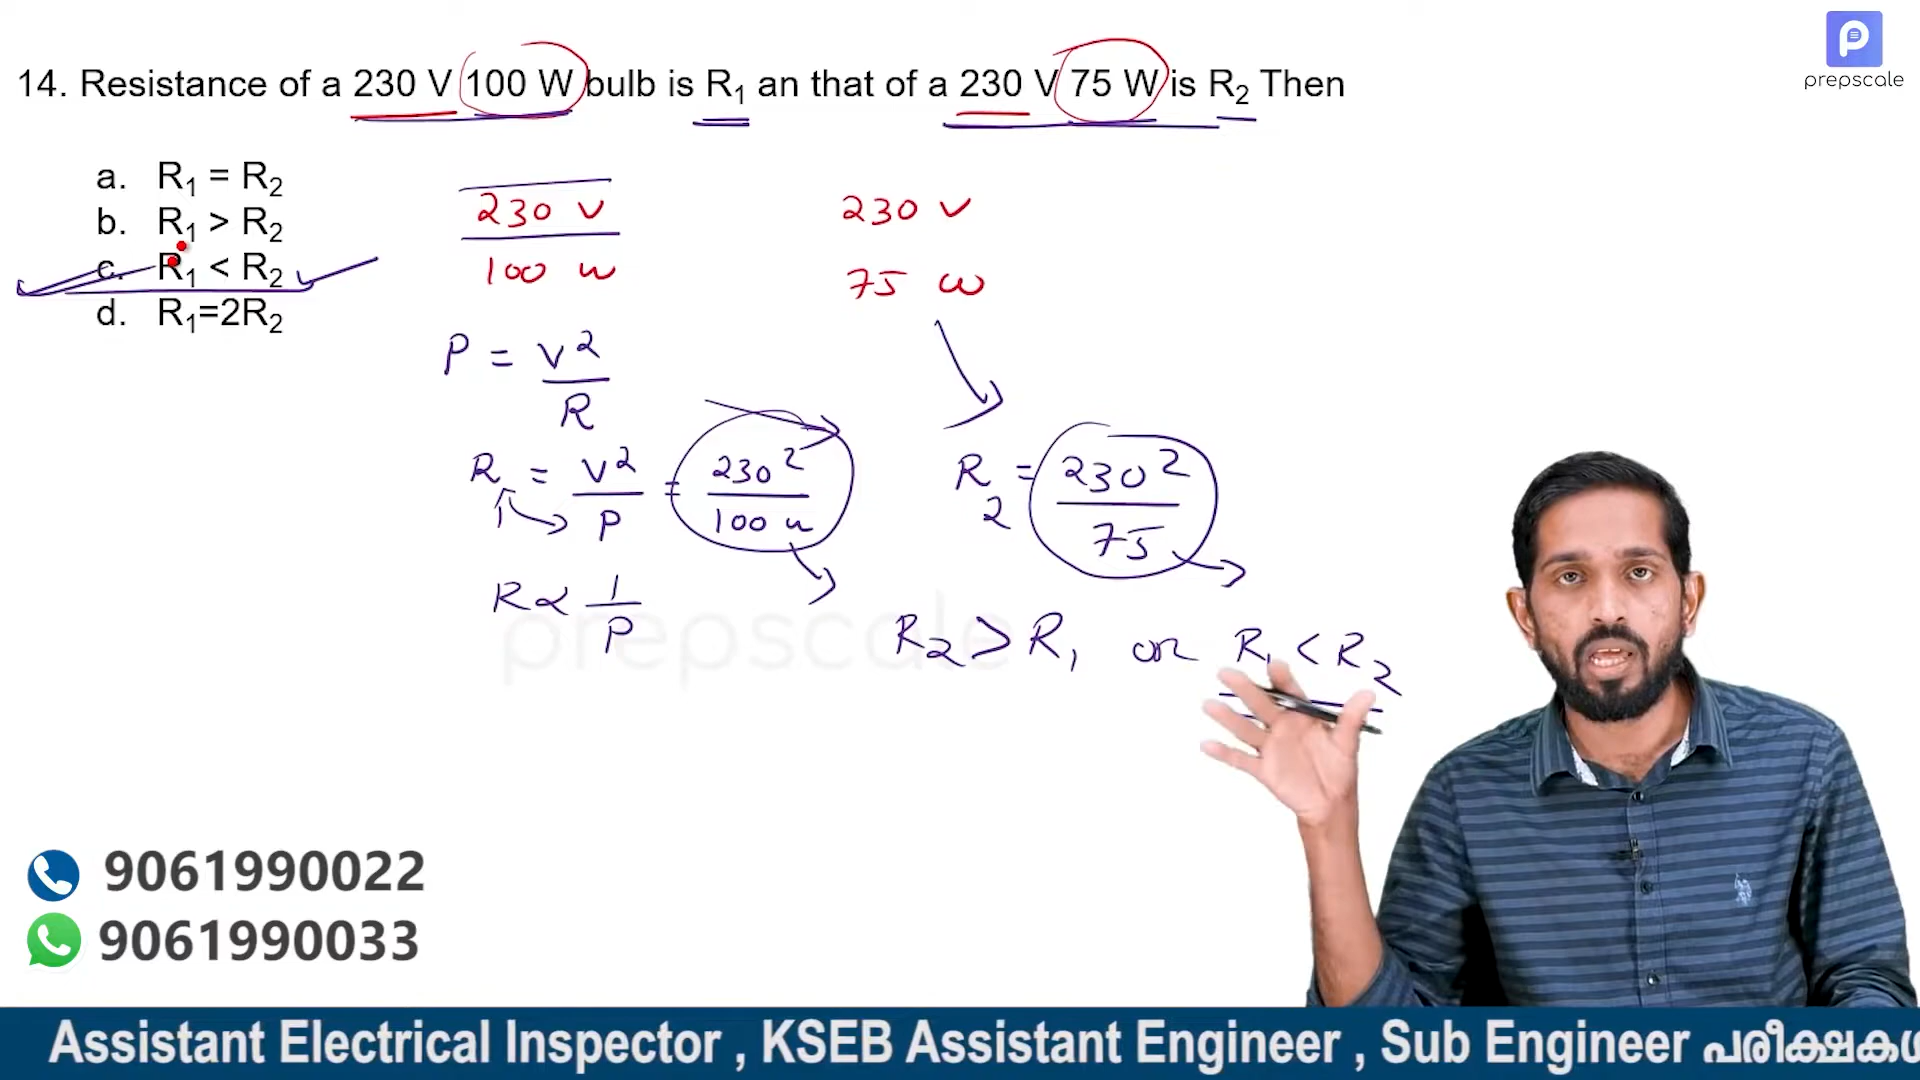 prepscale
14. Resistance of a 230 V 100 W bulb is R₁ an that of a 230 V 75 W is R₂ Then
a. R₁ = R₂
b. R₁ > R₂
c. R₁ < R₂
d. R₁=2R₂
230 V
100 W
230 V
75 W
P = V²/R
R₁ = V²/P = 230²/100 W
R₂ = 230²/75
R ∝ 1/P
prepscale
R₂ > R₁ or R₁ < R₂
9061990022
9061990033
Assistant Electrical Inspector , KSEB Assistant Engineer , Sub Engineer